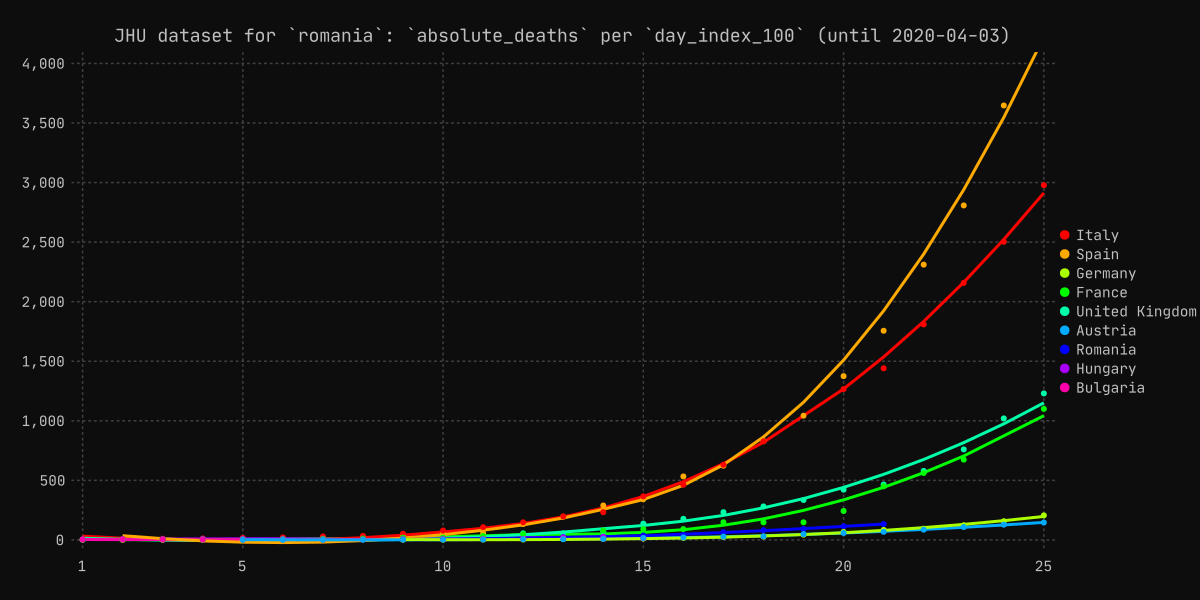 JHU dataset for `romania`: `absolute_deaths` per `day_index_100` (until 2020-04-03)
4,000
3,500
3,000
2,500
2,000
1,500
1,000
500
0
1 5 10 15 20 25
Italy
Spain
Germany
France
United Kingdom
Austria
Romania
Hungary
Bulgaria